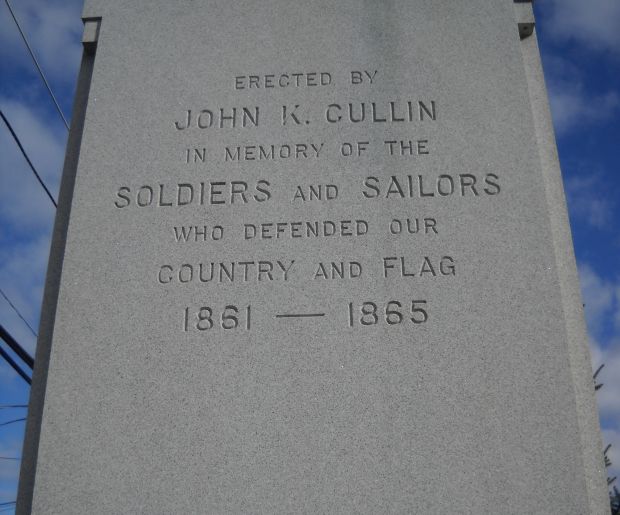 ERECTED BY
JOHN K. CULLIN
IN MEMORY OF THE
SOLDIERS AND SAILORS
WHO DEFENDED OUR
COUNTRY AND FLAG
1861 — 1865